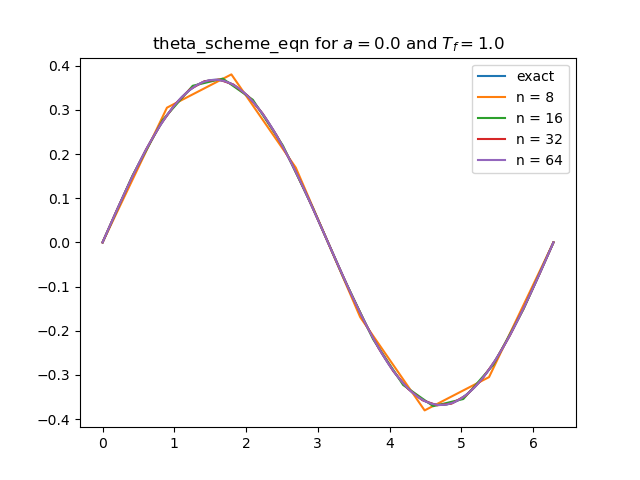 theta_scheme_eqn for a = 0.0 and T_f = 1.0
0.4
0.3
0.2
0.1
0.0
−0.1
−0.2
−0.3
−0.4
0 1 2 3 4 5 6
exact
n = 8
n = 16
n = 32
n = 64